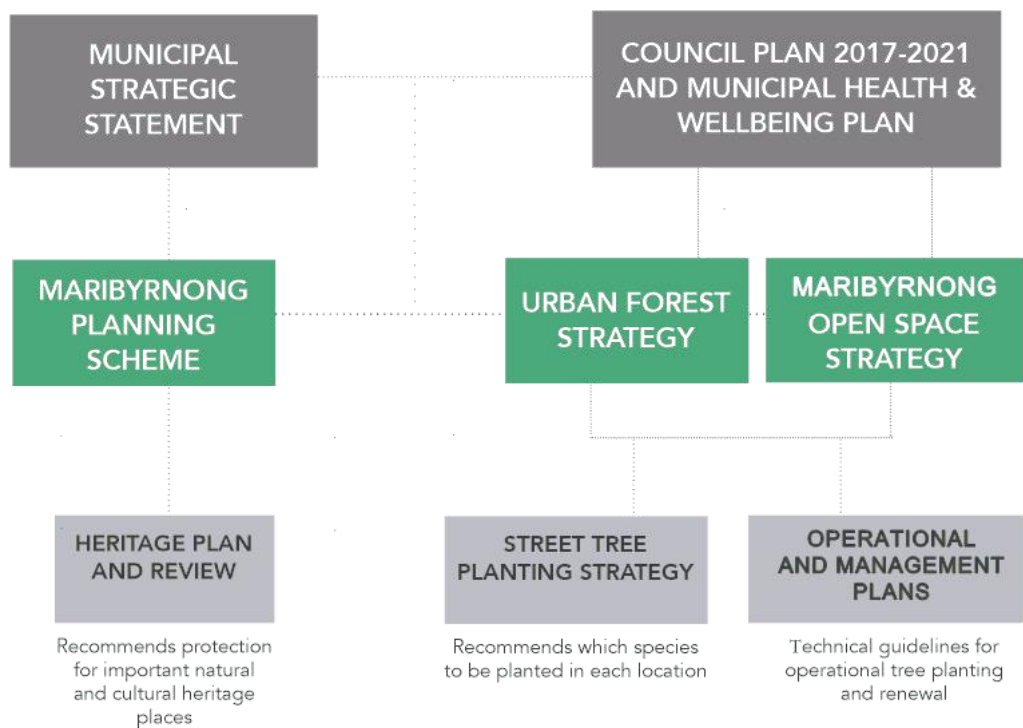 MUNICIPAL
STRATEGIC
STATEMENT
COUNCIL PLAN 2017-2021
AND MUNICIPAL HEALTH &
WELLBEING PLAN
MARIBYRNONG
PLANNING
SCHEME
URBAN FOREST
STRATEGY
MARIBYRNONG
OPEN SPACE
STRATEGY
HERITAGE PLAN
AND REVIEW
Recommends protection
for important natural
and cultural heritage
places
STREET TREE
PLANTING STRATEGY
Recommends which species
to be planted in each location
OPERATIONAL
AND MANAGEMENT
PLANS
Technical guidelines for
operational tree planting
and renewal